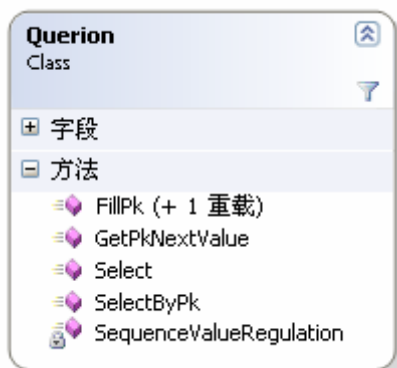 Querion
Class
字段
方法
FillPk (+ 1 重载)
GetPkNextValue
Select
SelectByPk
SequenceValueRegulation